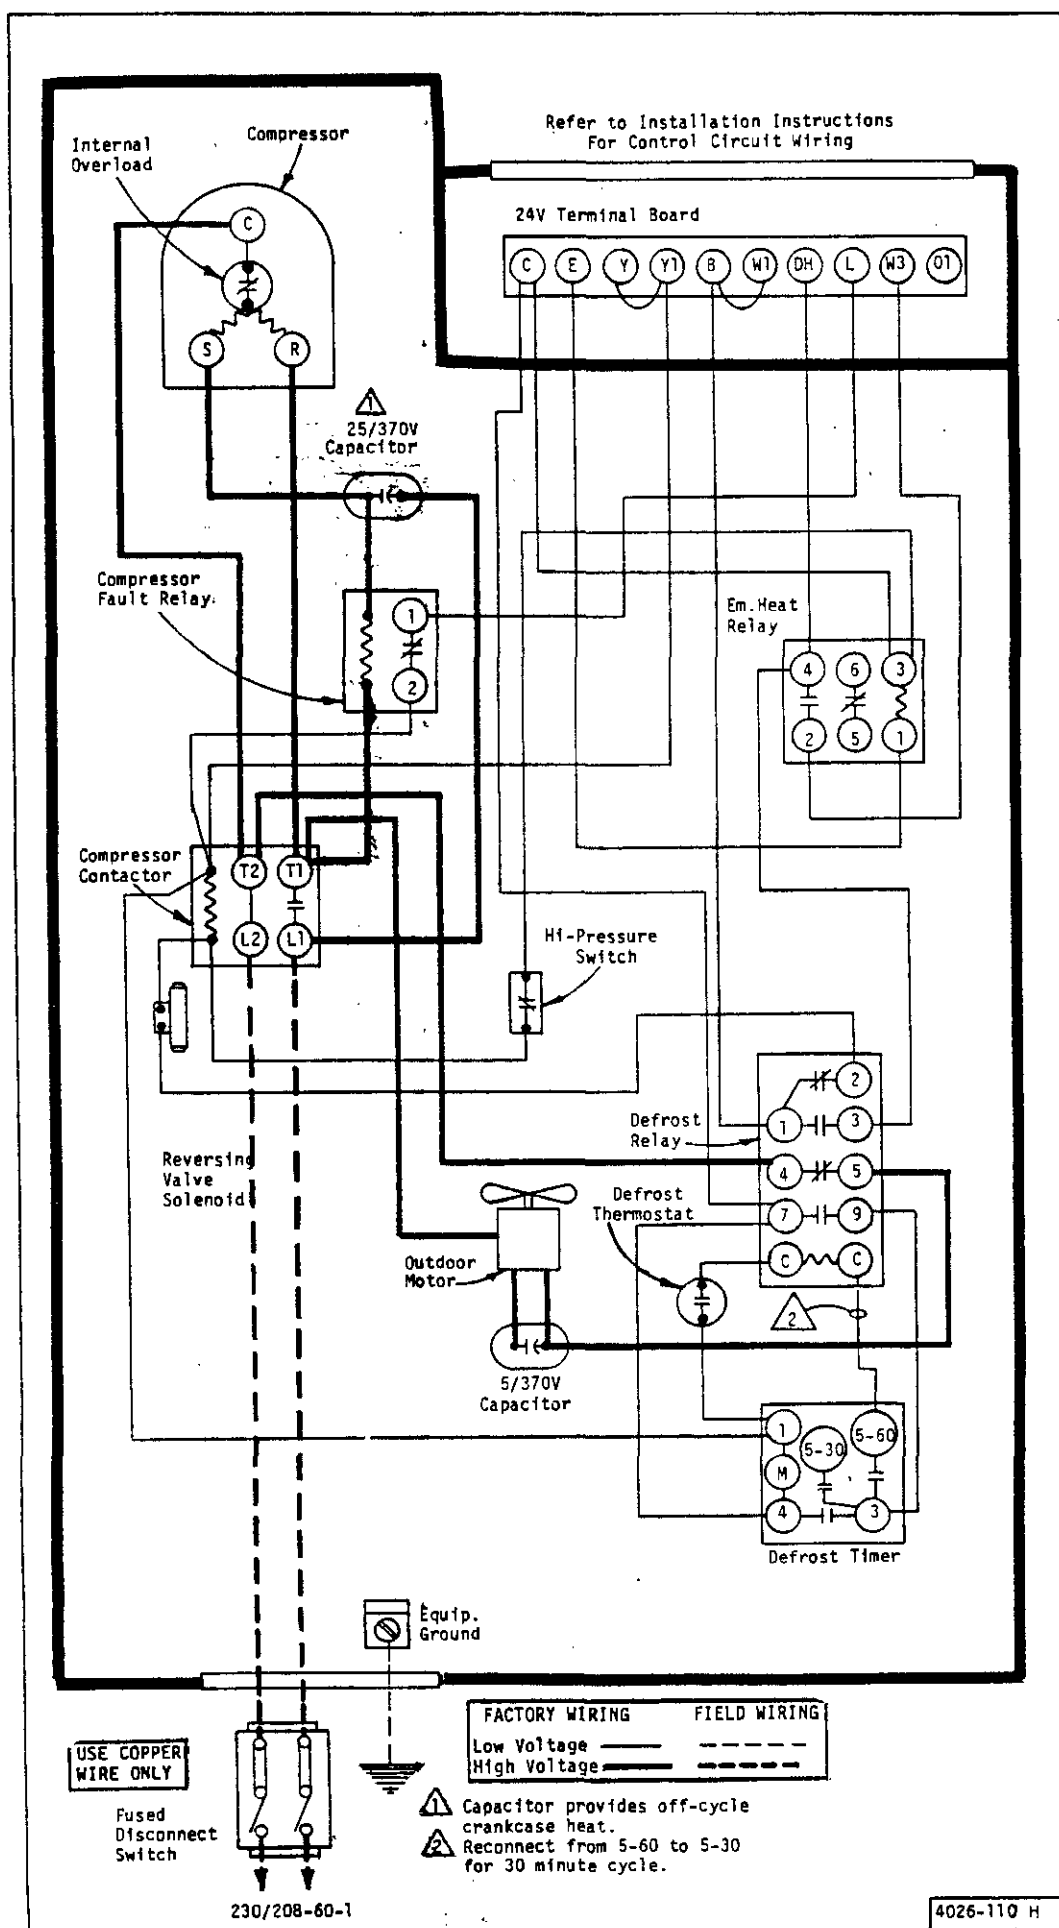 Refer to Installation Instructions
For Control Circuit Wiring
Internal
Overload
Compressor
24V Terminal Board
C E Y Y1 B W1 DH L W3 O1
C
S R
1
25/370V
Capacitor
Compressor
Fault Relay
1
2
Em.Heat
Relay
4 6 3
2 5 1
Compressor
Contactor
T2 T1
L2 L1
Hi-Pressure
Switch
Defrost
Relay
2
1 3
4 5
7 9
C C
Reversing
Valve
Solenoid
Defrost
Thermostat
Outdoor
Motor
2
5/370V
Capacitor
1
5-30 5-60
M
4 3
Defrost Timer
Equip.
Ground
FACTORY WIRING FIELD WIRING
Low Voltage
High Voltage
USE COPPER
WIRE ONLY
Fused
Disconnect
Switch
1 Capacitor provides off-cycle
crankcase heat.
2 Reconnect from 5-60 to 5-30
for 30 minute cycle.
230/208-60-1
4026-110 H